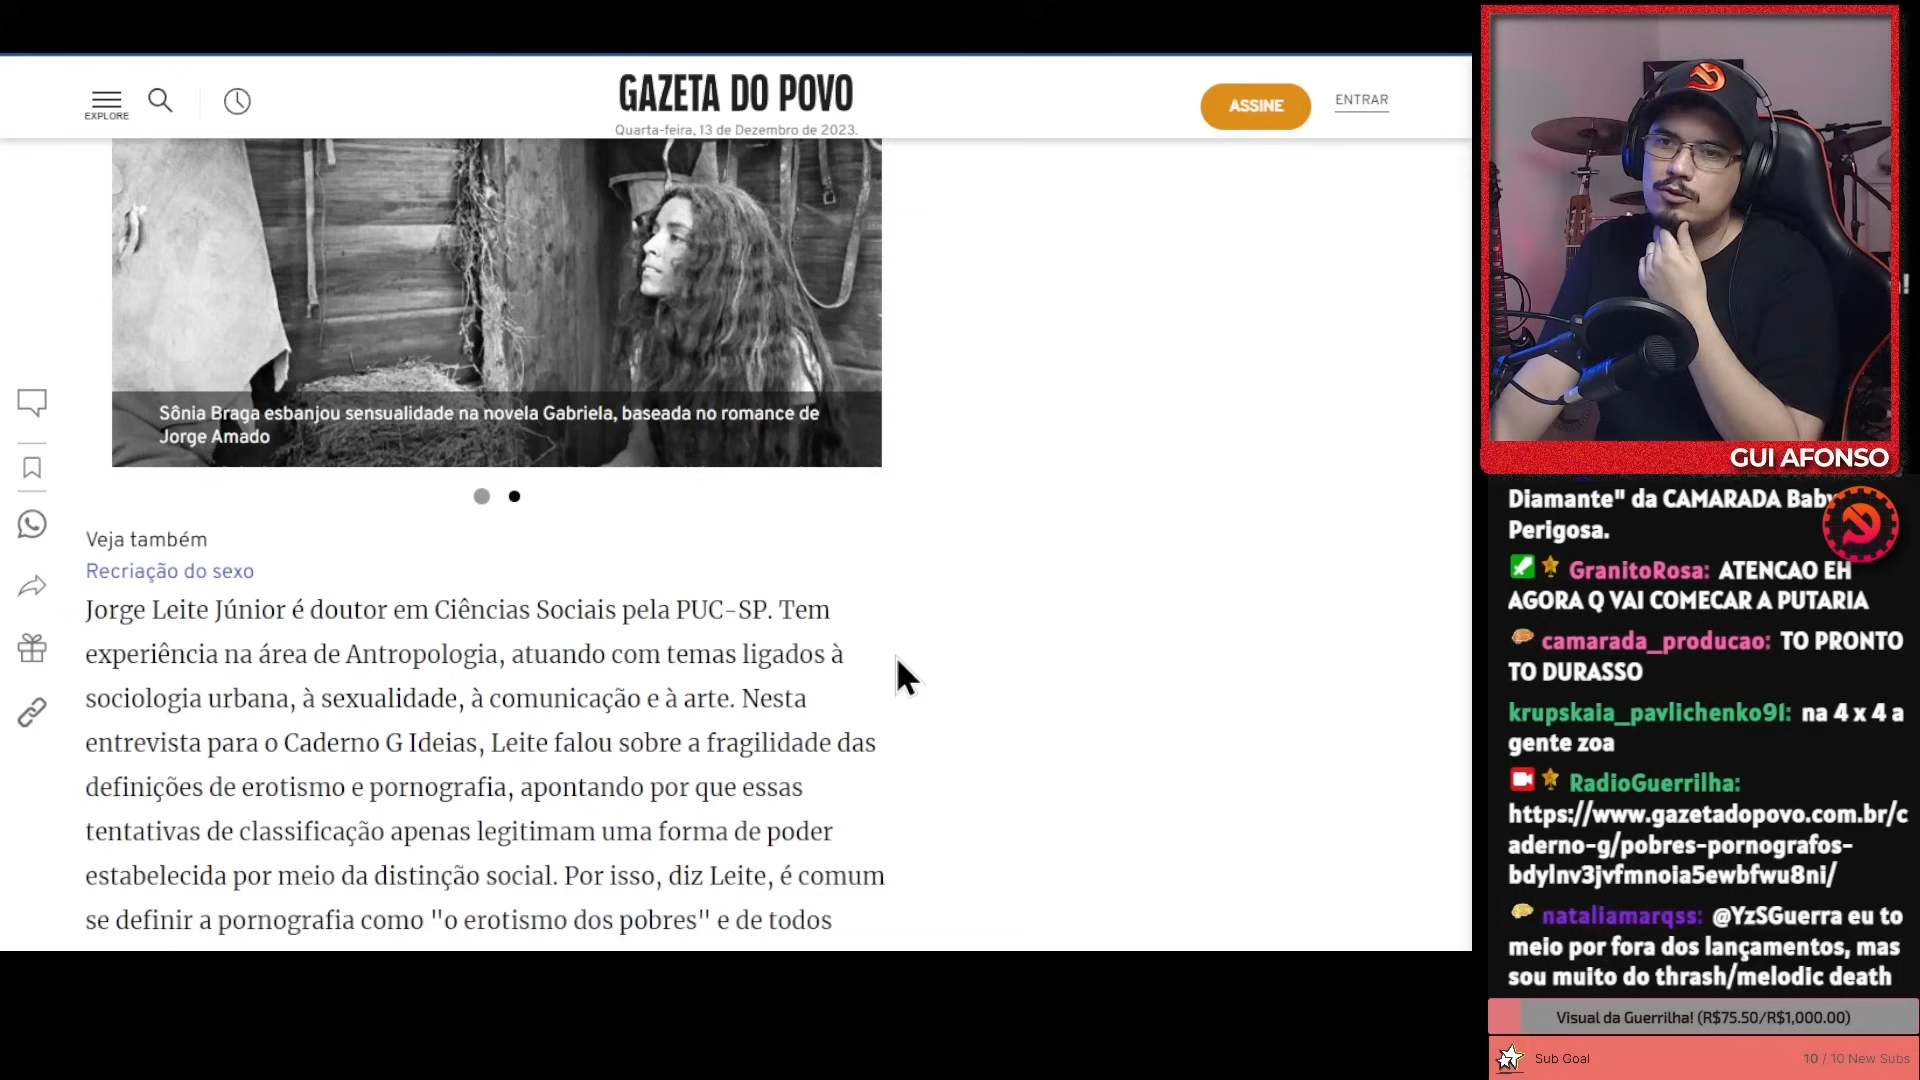 EXPLORE
GAZETA DO POVO
Quarta-feira, 13 de Dezembro de 2023.
ASSINE
ENTRAR
Sônia Braga esbanjou sensualidade na novela Gabriela, baseada no romance de
Jorge Amado
Veja também
Recriação do sexo
Jorge Leite Júnior é doutor em Ciências Sociais pela PUC-SP. Tem
experiência na área de Antropologia, atuando com temas ligados à
sociologia urbana, à sexualidade, à comunicação e à arte. Nesta
entrevista para o Caderno G Ideias, Leite falou sobre a fragilidade das
definições de erotismo e pornografia, apontando por que essas
tentativas de classificação apenas legitimam uma forma de poder
estabelecida por meio da distinção social. Por isso, diz Leite, é comum
se definir a pornografia como "o erotismo dos pobres" e de todos
GUI AFONSO
Diamante" da CAMARADA Baby
Perigosa.
GranitoRosa: ATENCAO EH
AGORA Q VAI COMECAR A PUTARIA
camarada_producao: TO PRONTO
TO DURASSO
krupskaia_pavlichenko91: na 4 x 4 a
gente zoa
RadioGuerrilha:
https://www.gazetadopovo.com.br/c
aderno-g/pobres-pornografos-
bdylnv3jvfmnoia5ewbfwu8ni/
nataliamarqss: @YzSGuerra eu to
meio por fora dos lançamentos, mas
sou muito do thrash/melodic death
Visual da Guerrilha! (R$75.50/R$1,000.00)
Sub Goal
10 / 10 New Subs